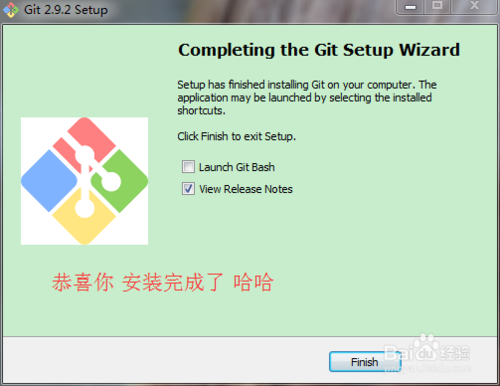 Git 2.9.2 Setup
Completing the Git Setup Wizard
Setup has finished installing Git on your computer. The
application may be launched by selecting the installed
shortcuts.
Click Finish to exit Setup.
Launch Git Bash
View Release Notes
恭喜你 安装完成了 哈哈
Baidu 经验
Finish